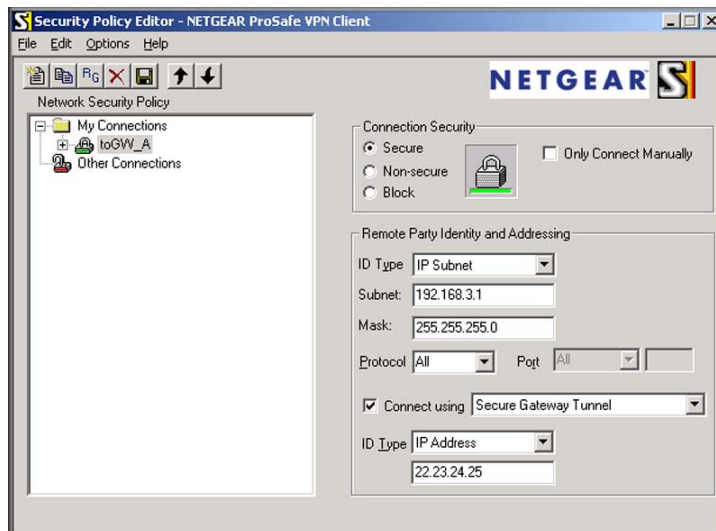 Security Policy Editor - NETGEAR ProSafe VPN Client
File Edit Options Help
NETGEAR
Network Security Policy
My Connections
toGW_A
Other Connections
Connection Security
Secure
Non-secure
Block
Only Connect Manually
Remote Party Identity and Addressing
ID Type IP Subnet
Subnet: 192.168.3.1
Mask: 255.255.255.0
Protocol All Port All
Connect using Secure Gateway Tunnel
ID Type IP Address
22.23.24.25